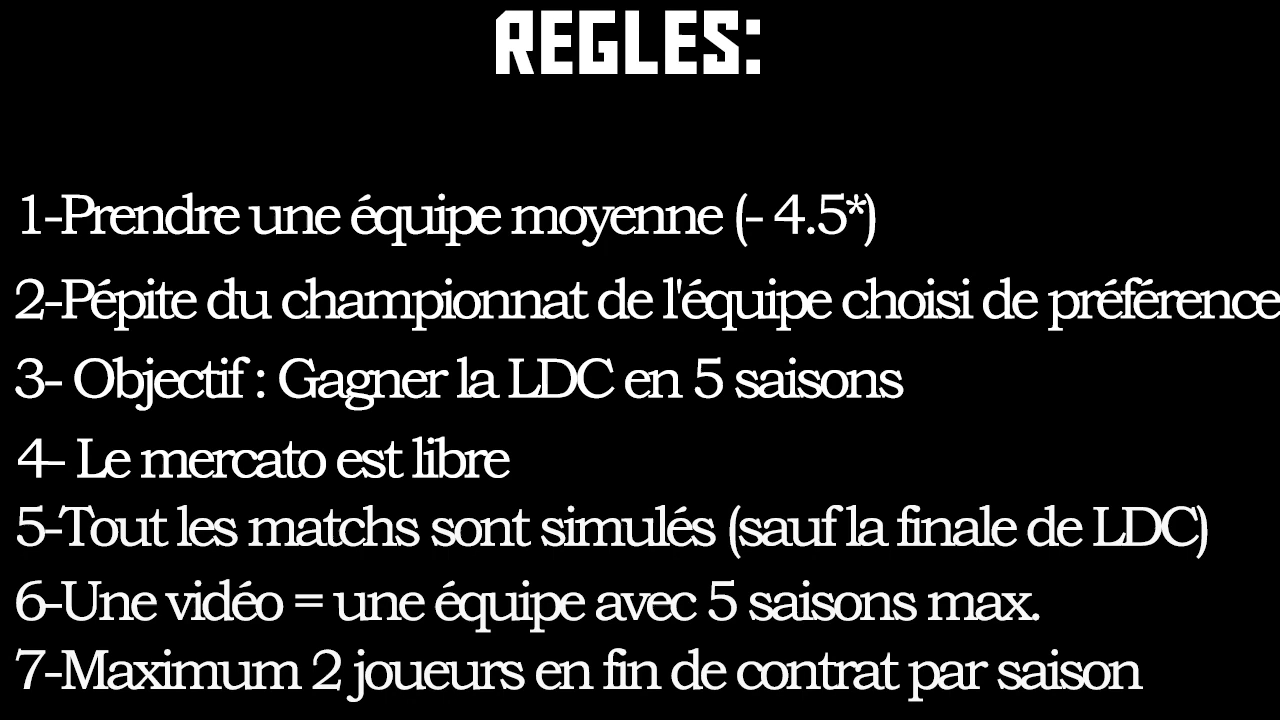 REGLES:
1-Prendre une équipe moyenne (- 4.5*)
2-Pépite du championnat de l'équipe choisi de préférence
3- Objectif : Gagner la LDC en 5 saisons
4- Le mercato est libre
5-Tout les matchs sont simulés (sauf la finale de LDC)
6-Une vidéo = une équipe avec 5 saisons max.
7-Maximum 2 joueurs en fin de contrat par saison